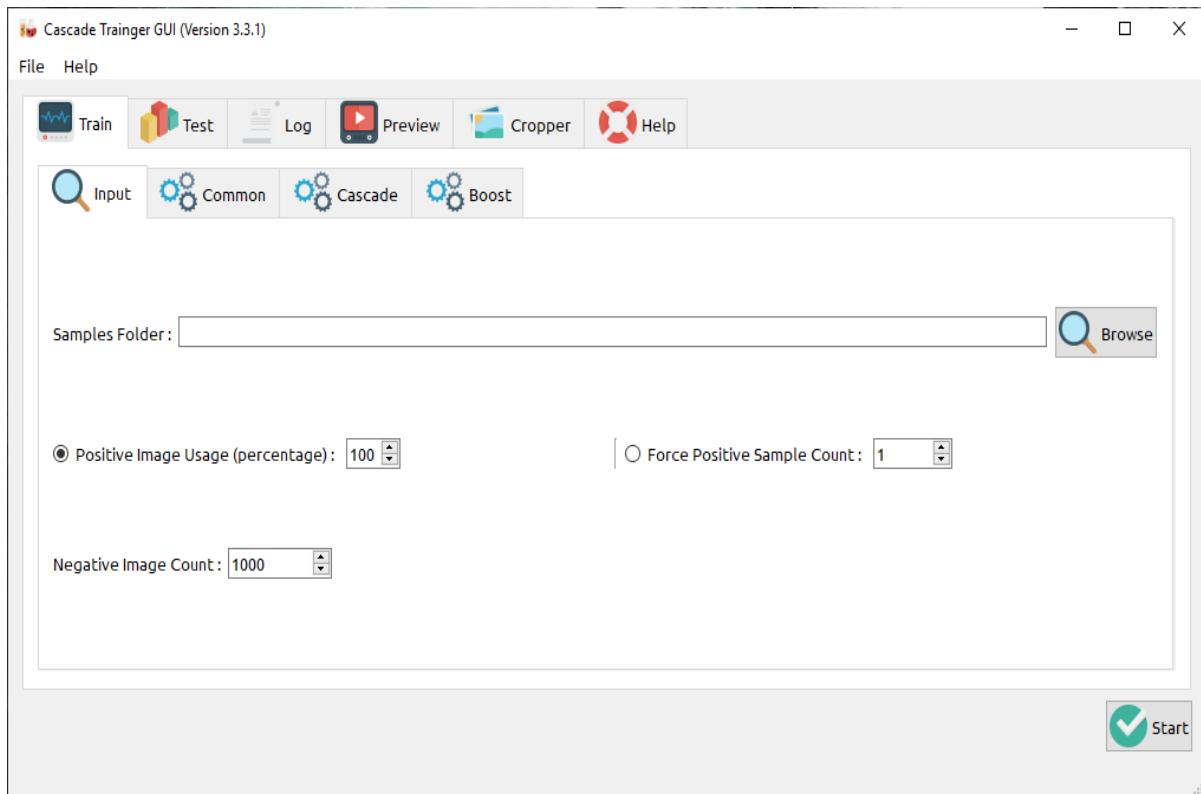 Cascade Trainger GUI (Version 3.3.1)
File Help
Train Test Log Preview Cropper Help
Input Common Cascade Boost
Samples Folder : Browse
Positive Image Usage (percentage) : 100 Force Positive Sample Count : 1
Negative Image Count : 1000
Start